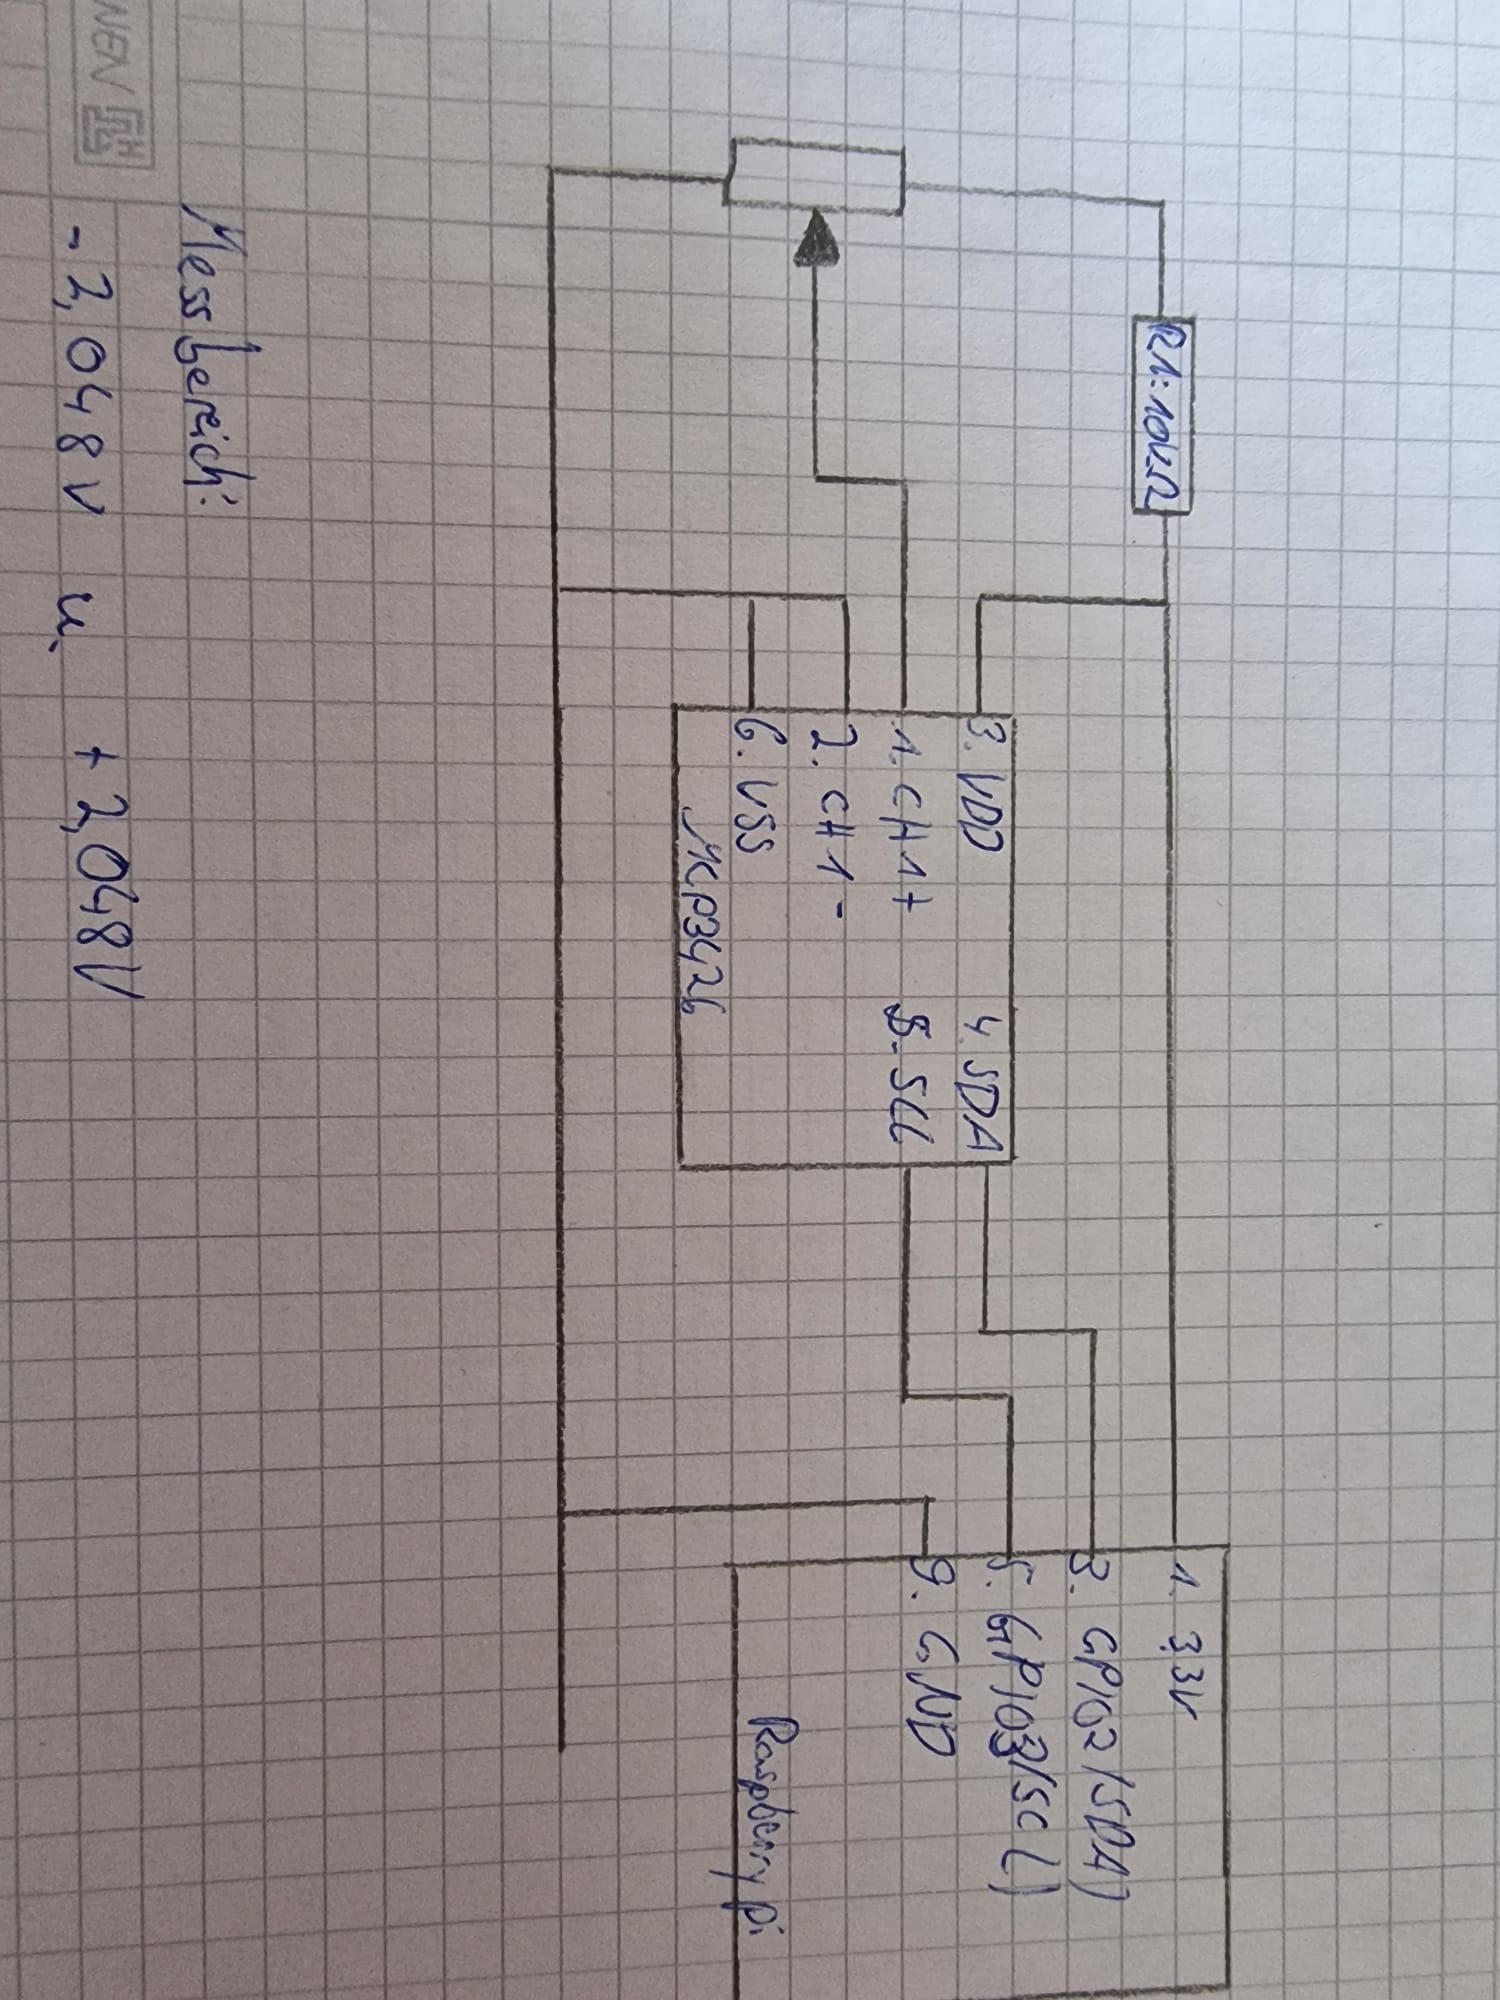 R1:10kΩ
3. VDD
4. SDA
1. CH1+
5. SCL
2. CH1-
6. VSS
MCP3426
1. 3,3V
3. GPIO2/SDA)
5. GPIO3/SCL)
9. GND
Raspberry pi
Messbereich:
-2,048V u. +2,048V